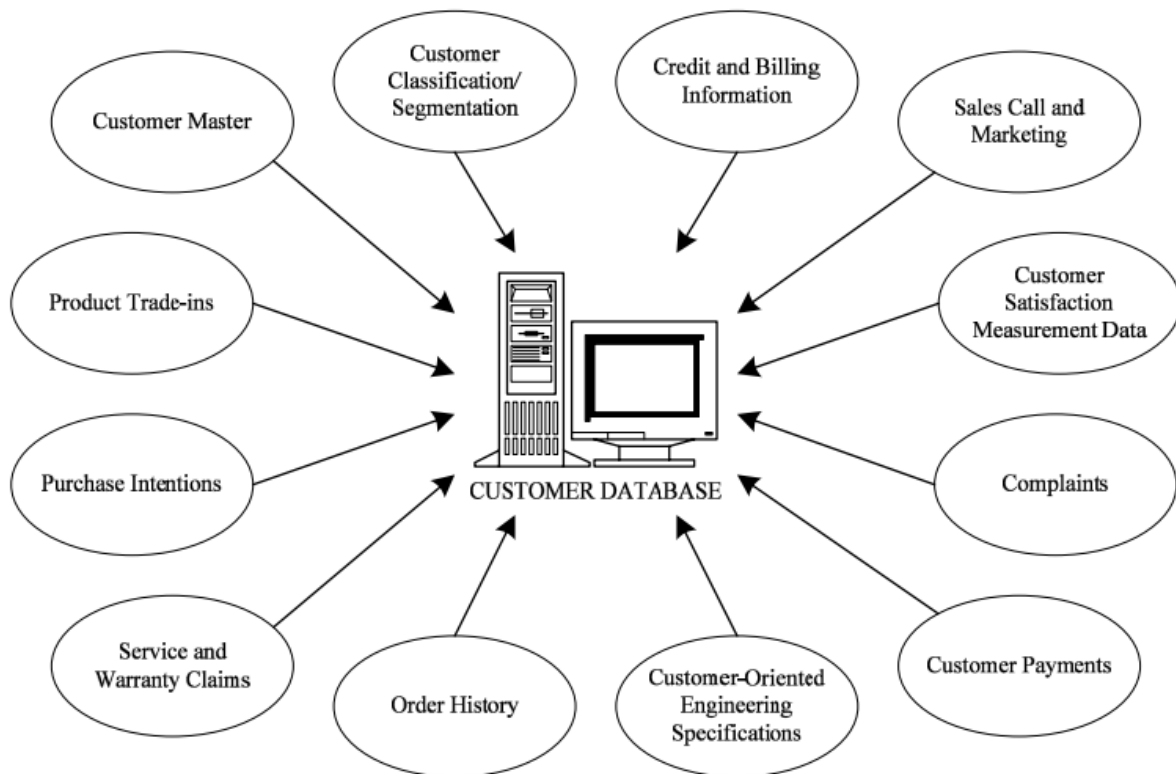 Customer
Classification/
Segmentation
Credit and Billing
Information
Customer Master
Sales Call and
Marketing
Product Trade-ins
Customer
Satisfaction
Measurement Data
Purchase Intentions
CUSTOMER DATABASE
Complaints
Service and
Warranty Claims
Order History
Customer-Oriented
Engineering
Specifications
Customer Payments